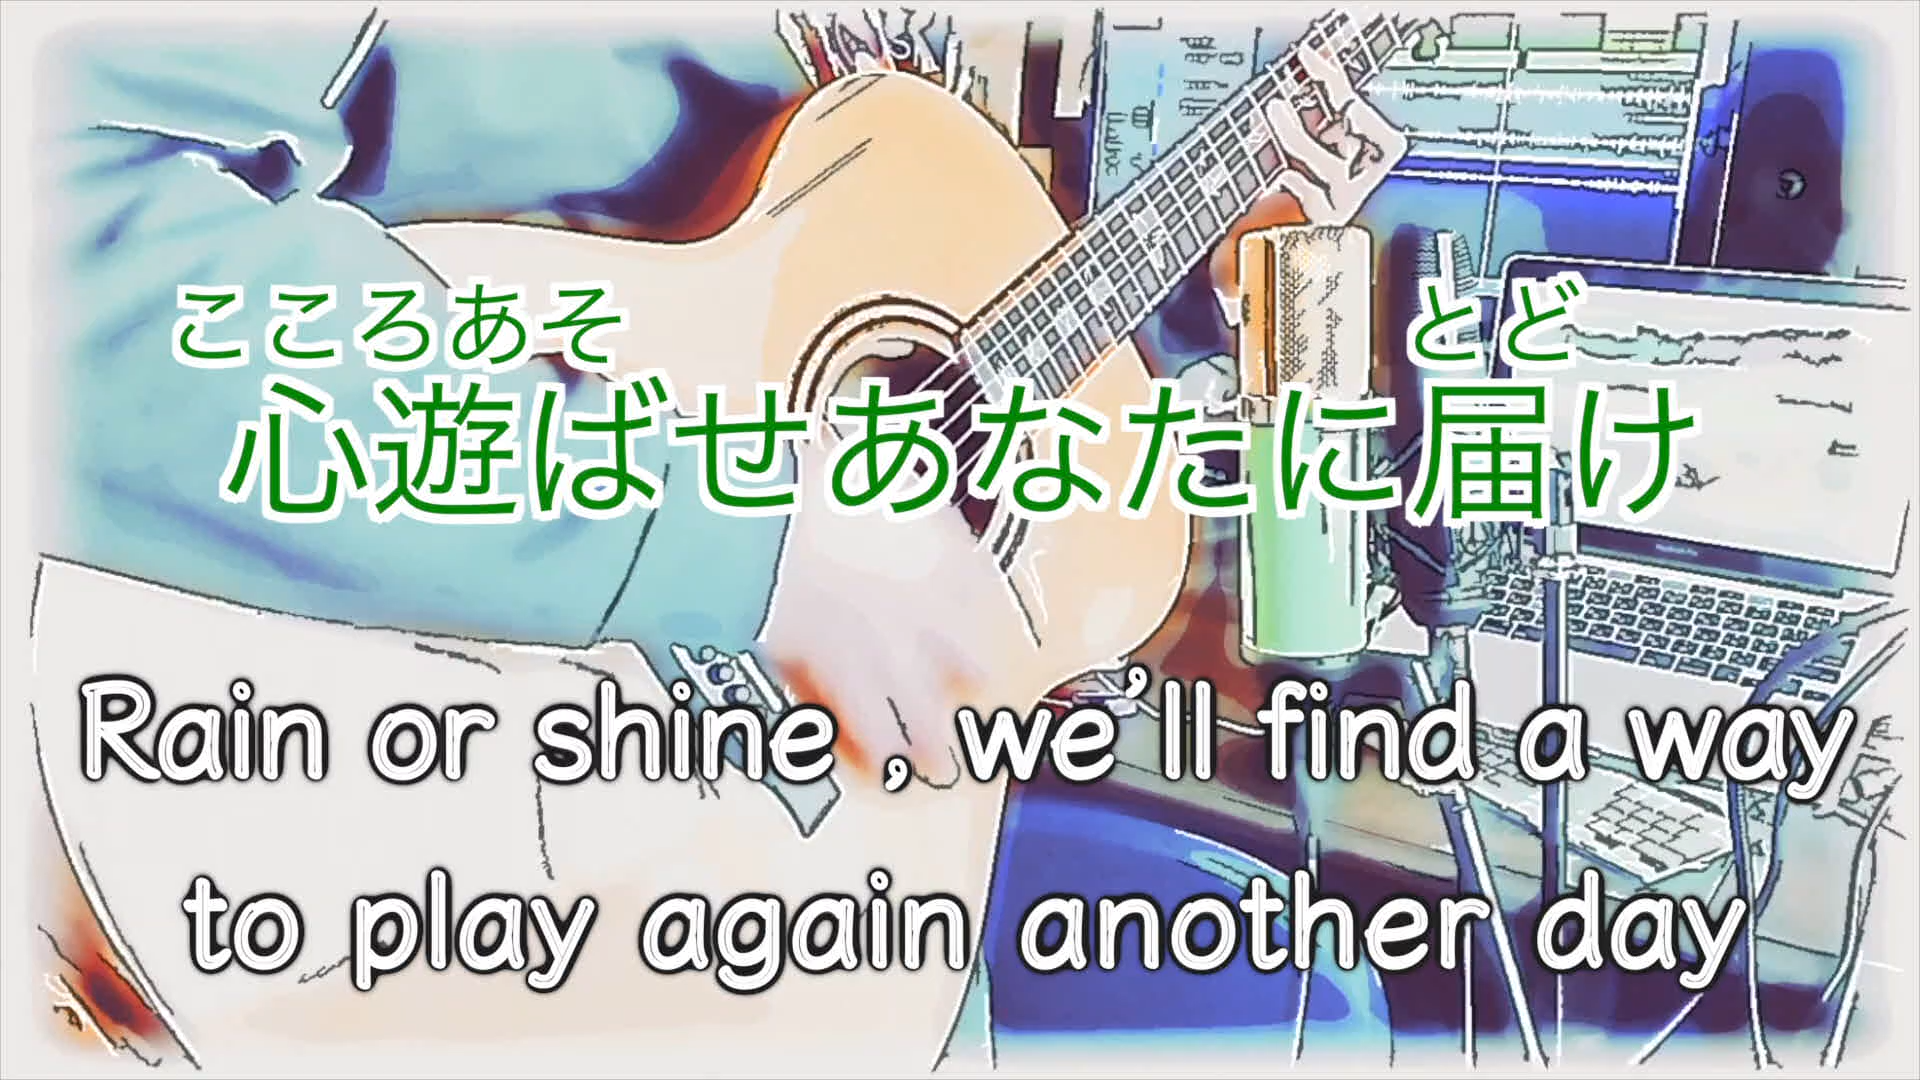 こころあそ とど
心遊ばせあなたに届け
Rain or shine , we'll find a way
to play again another day